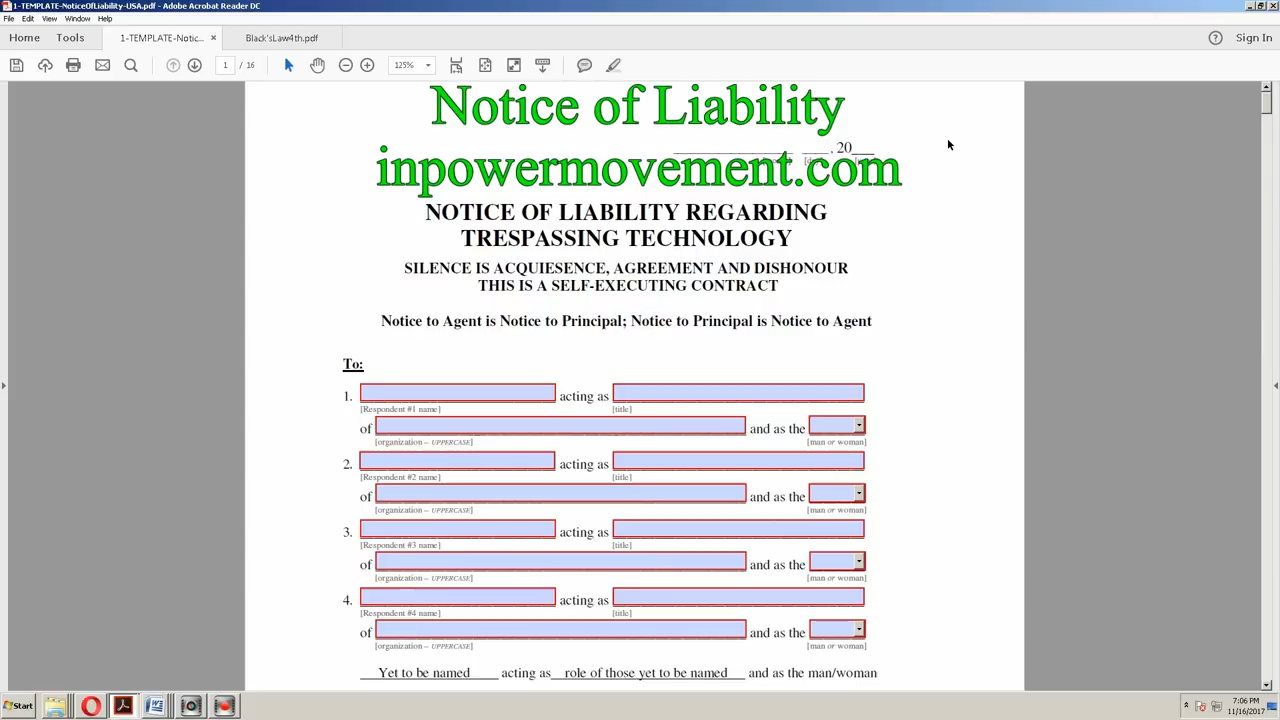 1-TEMPLATE-NoticeOfLiability-USA.pdf - Adobe Acrobat Reader DC
File Edit View Window Help
Home Tools 1-TEMPLATE-Notic... × Black'sLaw4th.pdf Sign In
1 / 16 125%
Notice of Liability
, 20
inpowermovement.com
NOTICE OF LIABILITY REGARDING
TRESPASSING TECHNOLOGY
SILENCE IS ACQUIESENCE, AGREEMENT AND DISHONOUR
THIS IS A SELF-EXECUTING CONTRACT
Notice to Agent is Notice to Principal; Notice to Principal is Notice to Agent
To:
1. acting as
[Respondent #1 name] [title]
of and as the
[organization – UPPERCASE] [man or woman]
2. acting as
[Respondent #2 name] [title]
of and as the
[organization – UPPERCASE] [man or woman]
3. acting as
[Respondent #3 name] [title]
of and as the
[organization – UPPERCASE] [man or woman]
4. acting as
[Respondent #4 name] [title]
of and as the
[organization – UPPERCASE] [man or woman]
Yet to be named acting as role of those yet to be named and as the man/woman
Start 7:06 PM
11/16/2017